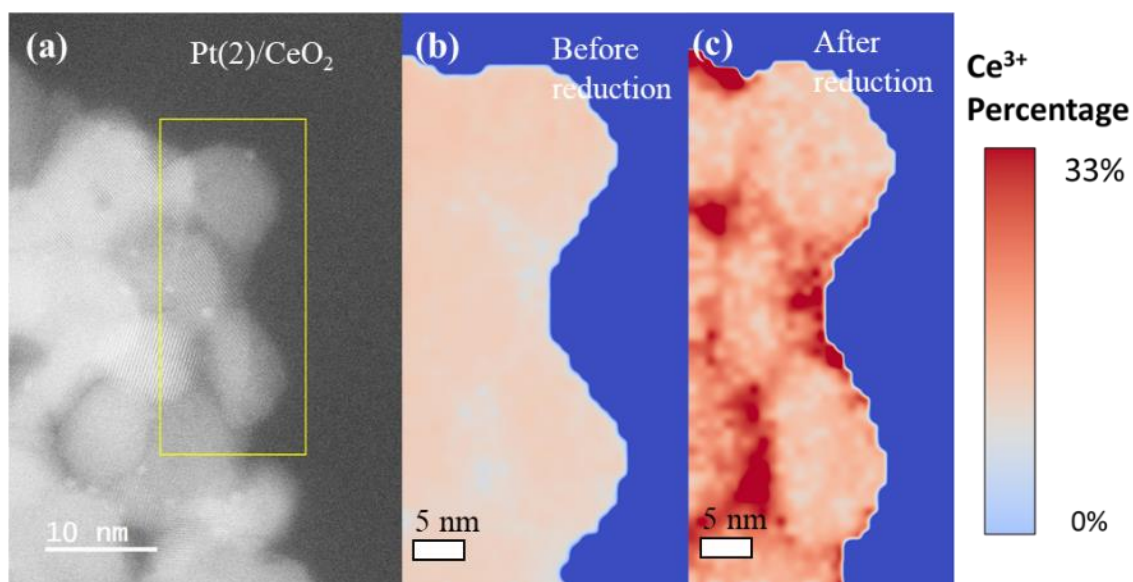 (a)
Pt(2)/CeO₂
10 nm
(b)
Before
reduction
5 nm
(c)
After
reduction
5 nm
Ce³⁺
Percentage
33%
0%